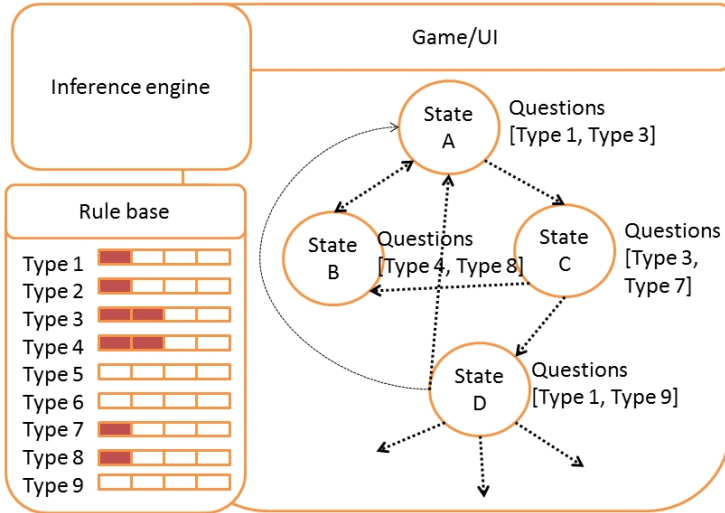 Game/UI
Inference engine
State
A
Questions
[Type 1, Type 3]
Rule base
State
B
Questions
[Type 4, Type 8]
State
C
Questions
[Type 3,
Type 7]
Type 1
Type 2
Type 3
Type 4
Type 5
Type 6
Type 7
Type 8
Type 9
State
D
Questions
[Type 1, Type 9]